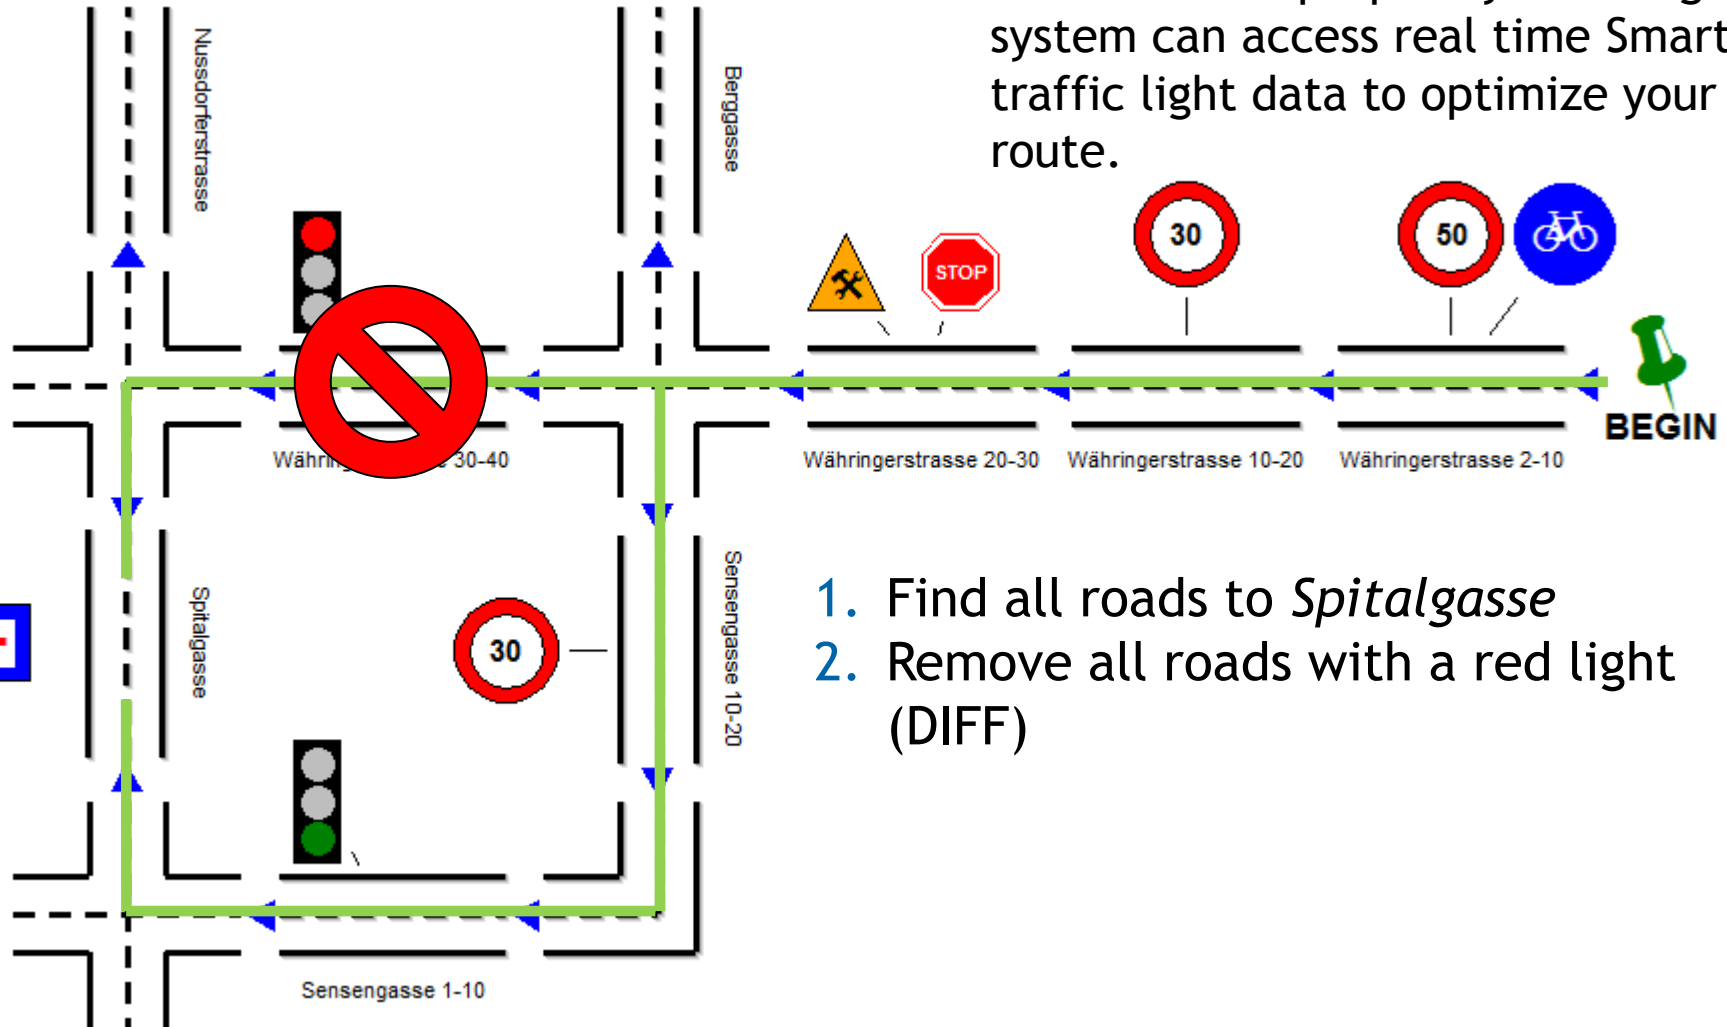 system can access real time Smart
traffic light data to optimize your
route.
Nussdorferstrasse
Berggasse
STOP
30
50
BEGIN
30-40
Währingerstrasse 20-30
Währingerstrasse 10-20
Währingerstrasse 2-10
Spitalgasse
30
Sensengasse 10-20
1. Find all roads to Spitalgasse
2. Remove all roads with a red light
(DIFF)
Sensengasse 1-10